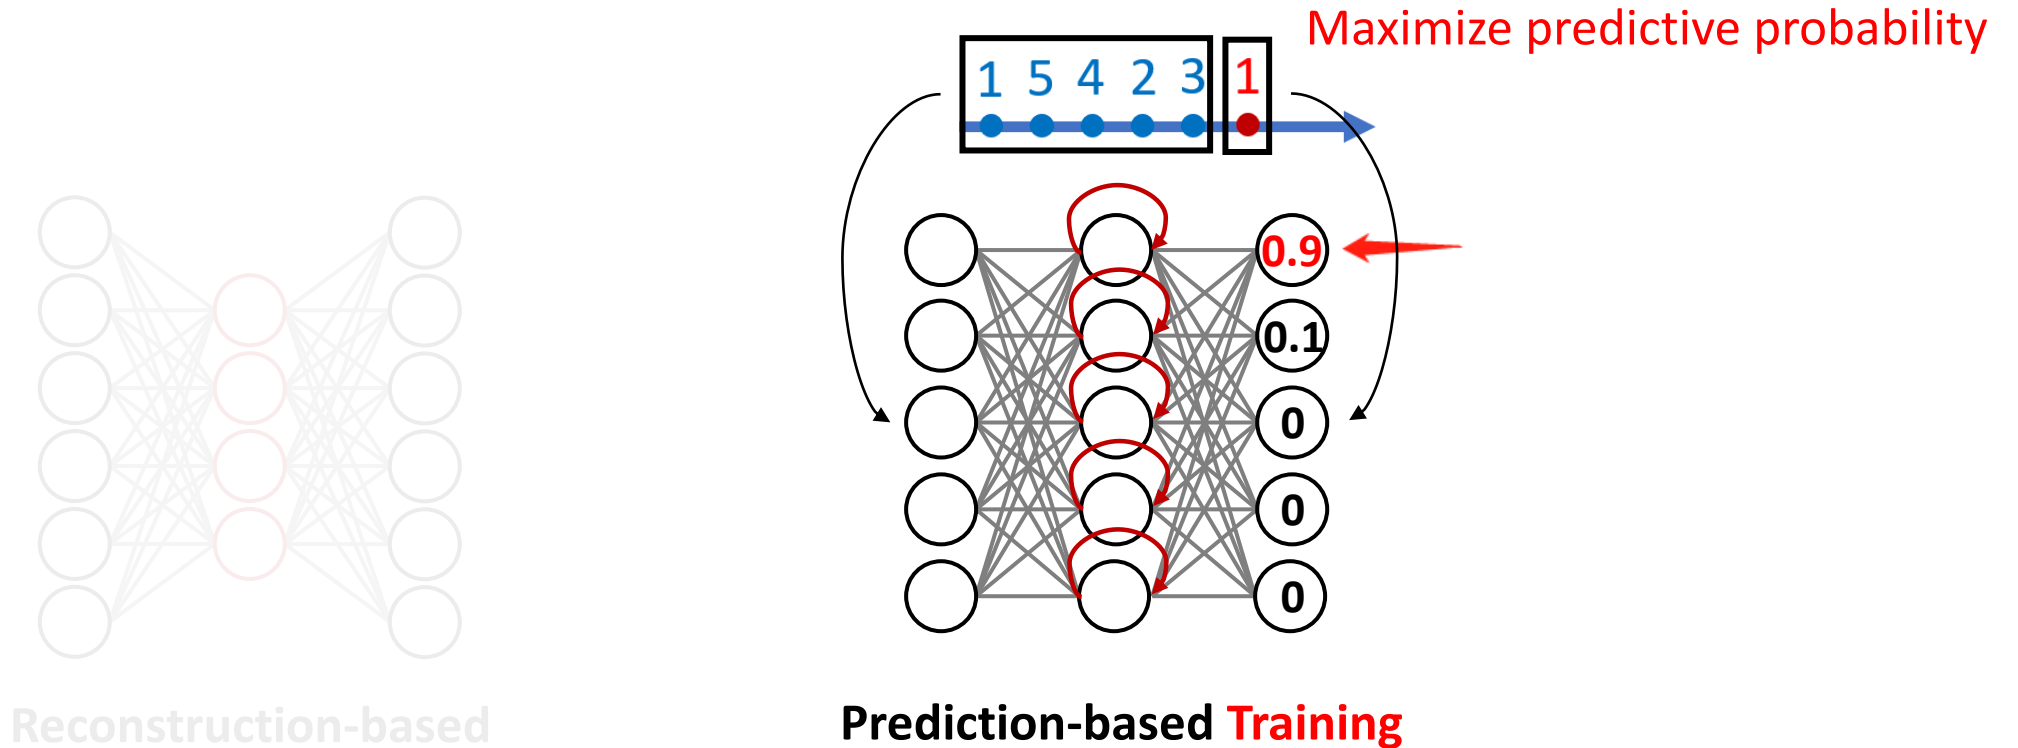 Maximize predictive probability
1 5 4 2 3 1
0.9
0.1
0
0
0
Reconstruction-based
Prediction-based Training